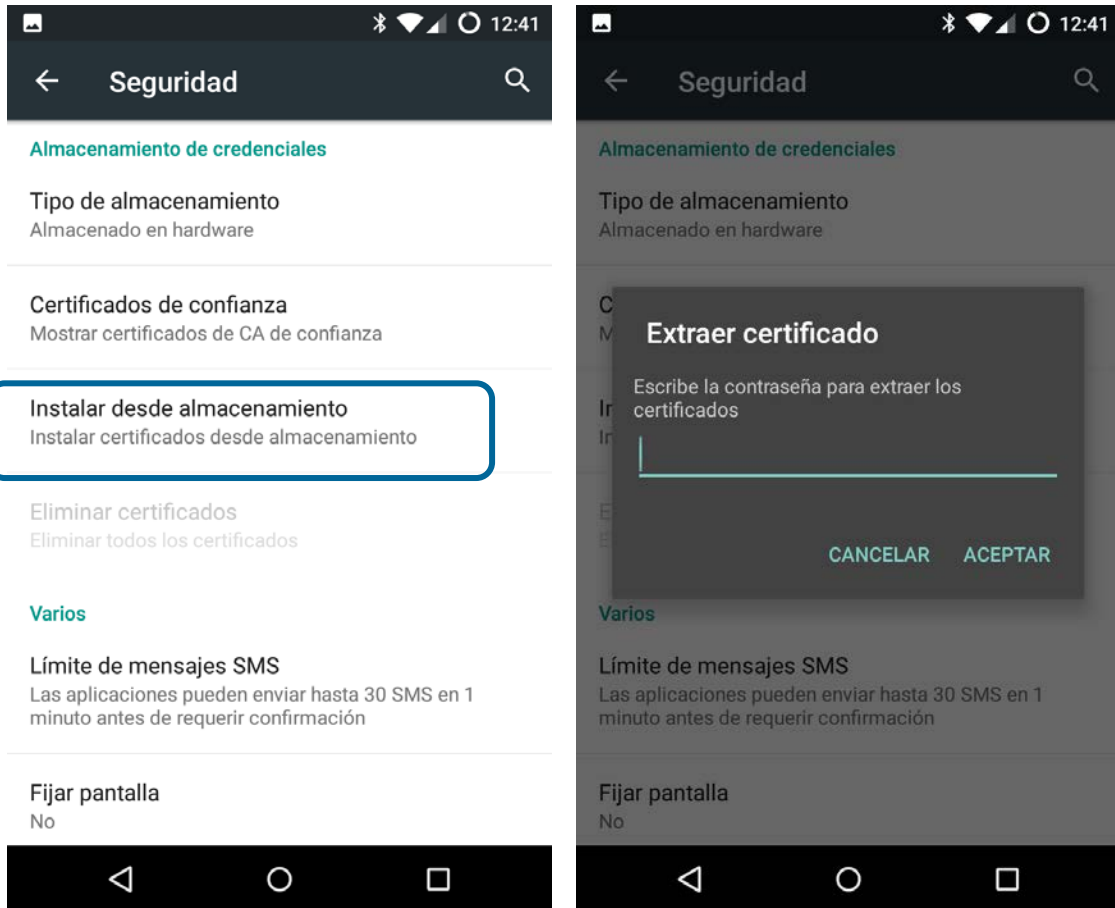 12:41
Seguridad
Almacenamiento de credenciales
Tipo de almacenamiento
Almacenado en hardware
Certificados de confianza
Mostrar certificados de CA de confianza
Instalar desde almacenamiento
Instalar certificados desde almacenamiento
Eliminar certificados
Eliminar todos los certificados
Varios
Límite de mensajes SMS
Las aplicaciones pueden enviar hasta 30 SMS en 1
minuto antes de requerir confirmación
Fijar pantalla
No
12:41
Seguridad
Almacenamiento de credenciales
Tipo de almacenamiento
Almacenado en hardware
C
M
Extraer certificado
Escribe la contraseña para extraer los
certificados
In
In
E
E
CANCELAR ACEPTAR
Varios
Límite de mensajes SMS
Las aplicaciones pueden enviar hasta 30 SMS en 1
minuto antes de requerir confirmación
Fijar pantalla
No